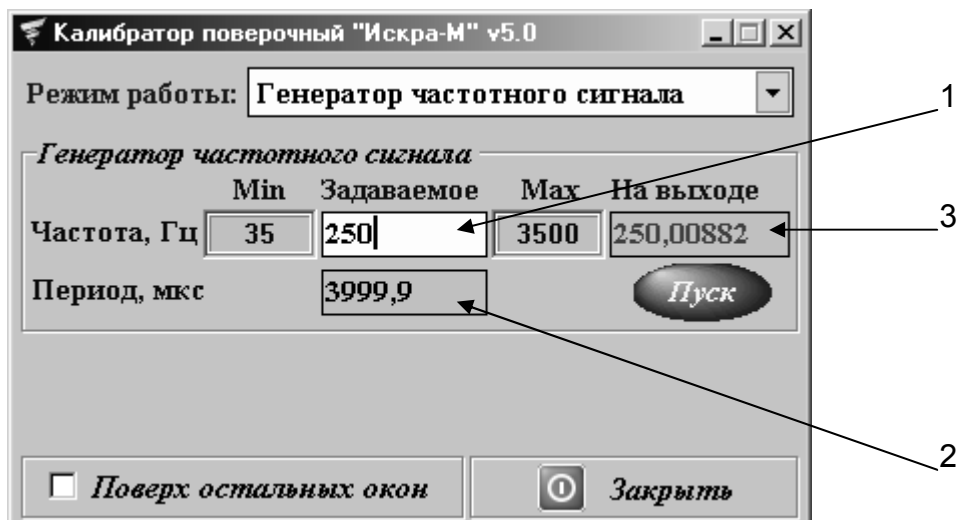 Калибратор поверочный "Искра-М" v5.0
Режим работы: Генератор частотного сигнала
1
Генератор частотного сигнала
Min Задаваемое Max На выходе
Частота, Гц 35 250 3500 250,00882
3
Период, мкс 3999,9 Пуск
2
Поверх остальных окон Закрыть